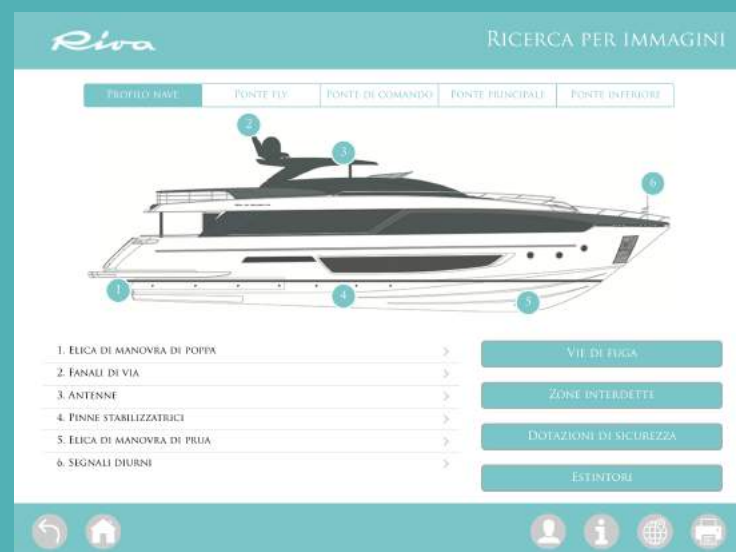 Riva
RICERCA PER IMMAGINI
PROFILO NAVE
PONTE FLY
PONTE DI COMANDO
PONTE PRINCIPALE
PONTE INFERIORE
2
3
6
1
4
5
1. ELICA DI MANOVRA DI POPPA
2. FANALI DI VIA
3. ANTENNE
4. PINNE STABILIZZATRICI
5. ELICA DI MANOVRA DI PRUA
6. SEGNALI DIURNI
VIE DI FUGA
ZONE INTERDETTE
DOTAZIONI DI SICUREZZA
ESTINTORI